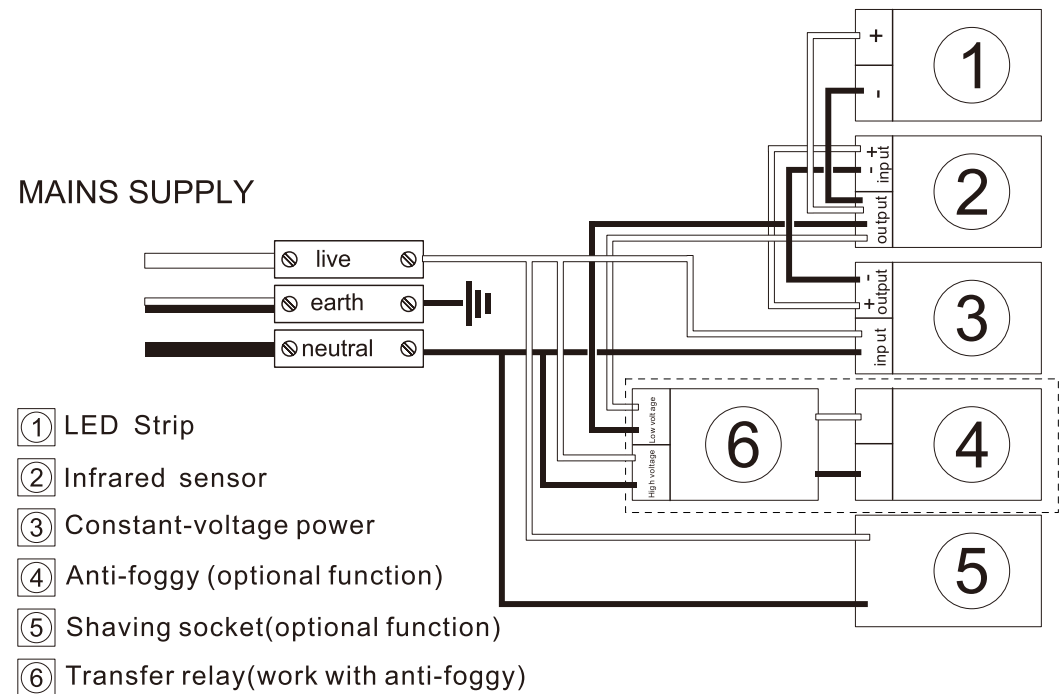 MAINS SUPPLY
live
earth
neutral
① LED Strip
② Infrared sensor
③ Constant-voltage power
④ Anti-foggy (optional function)
⑤ Shaving socket(optional function)
⑥ Transfer relay(work with anti-foggy)
+
-
①
+
-
input
output
②
-
+
output
input
③
Low voltage
High voltage
⑥
④
⑤